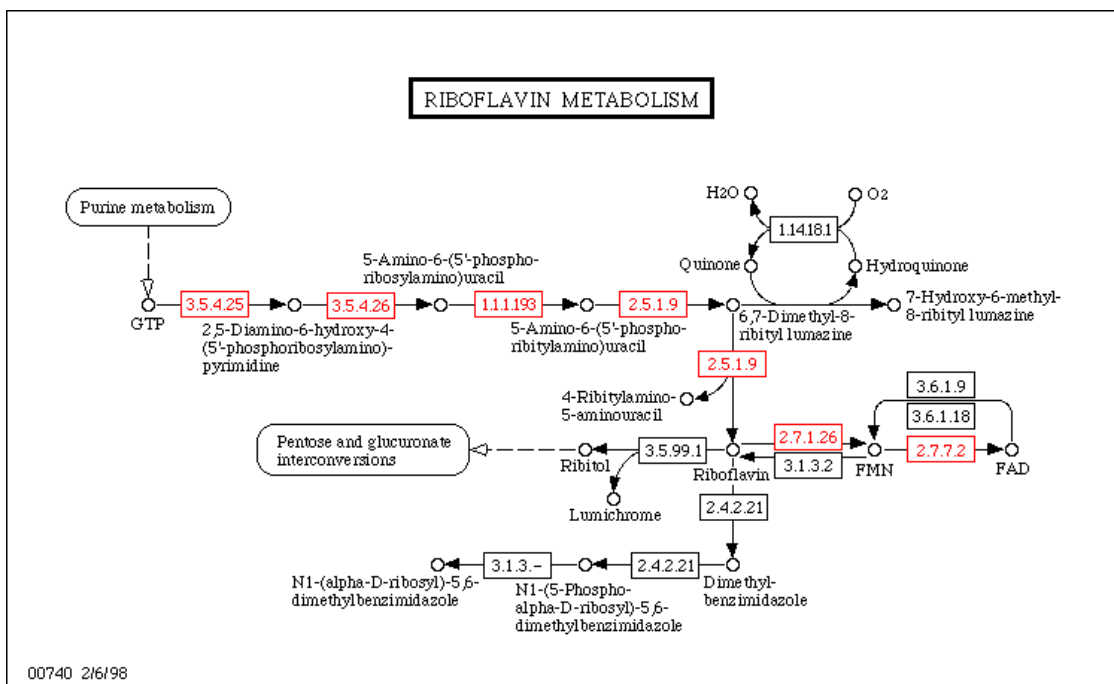 RIBOFLAVIN METABOLISM
Purine metabolism
H2O
O2
1.14.18.1
5-Amino-6-(5'-phospho-
ribosylamino)uracil
Quinone
Hydroquinone
3.5.4.25
3.5.4.26
1.1.1.193
2.5.1.9
7-Hydroxy-6-methyl-
8-ribityl lumazine
GTP
2,5-Diamino-6-hydroxy-4-
(5'-phosphoribosylamino)-
pyrimidine
5-Amino-6-(5'-phospho-
ribitylamino)uracil
6,7-Dimethyl-8-
ribityl lumazine
2.5.1.9
4-Ribitylamino-
5-aminouracil
3.6.1.9
3.6.1.18
Pentose and glucuronate
interconversions
Ribitol
3.5.99.1
Riboflavin
2.7.1.26
3.1.3.2
FMN
2.7.7.2
FAD
Lumichrome
2.4.2.21
3.1.3.-
2.4.2.21
N1-(alpha-D-ribosyl)-5,6-
dimethylbenzimidazole
N1-(5-Phospho-
alpha-D-ribosyl)-5,6-
dimethylbenzimidazole
Dimethyl-
benzimidazole
00740 2/6/98